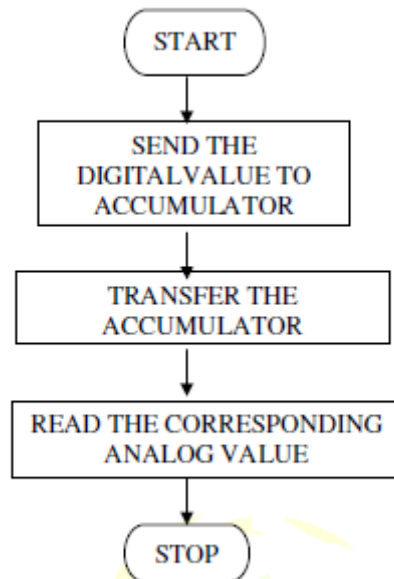 START
SEND THE
DIGITALVALUE TO
ACCUMULATOR
TRANSFER THE
ACCUMULATOR
READ THE CORRESPONDING
ANALOG VALUE
STOP